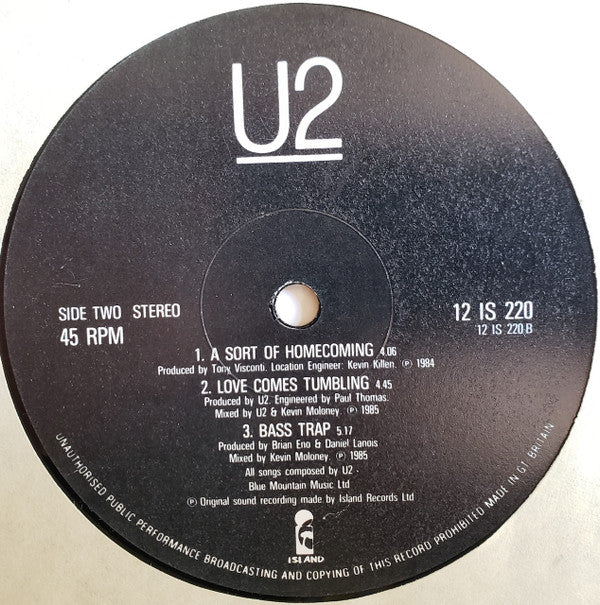 U2
SIDE TWO STEREO
45 RPM
12 IS 220
12 IS 220 B
1. A SORT OF HOMECOMING 4.06
Produced by Tony Visconti. Location Engineer: Kevin Killen. ℗ 1984
2. LOVE COMES TUMBLING 4.45
Produced by U2. Engineered by Paul Thomas.
Mixed by U2 & Kevin Moloney. ℗ 1985
3. BASS TRAP 5.17
Produced by Brian Eno & Daniel Lanois
Mixed by Kevin Moloney. ℗ 1985
All songs composed by U2
Blue Mountain Music Ltd
℗ Original sound recording made by Island Records Ltd
ISLAND
UNAUTHORISED PUBLIC PERFORMANCE BROADCASTING AND COPYING OF THIS RECORD PROHIBITED MADE IN GT BRITAIN